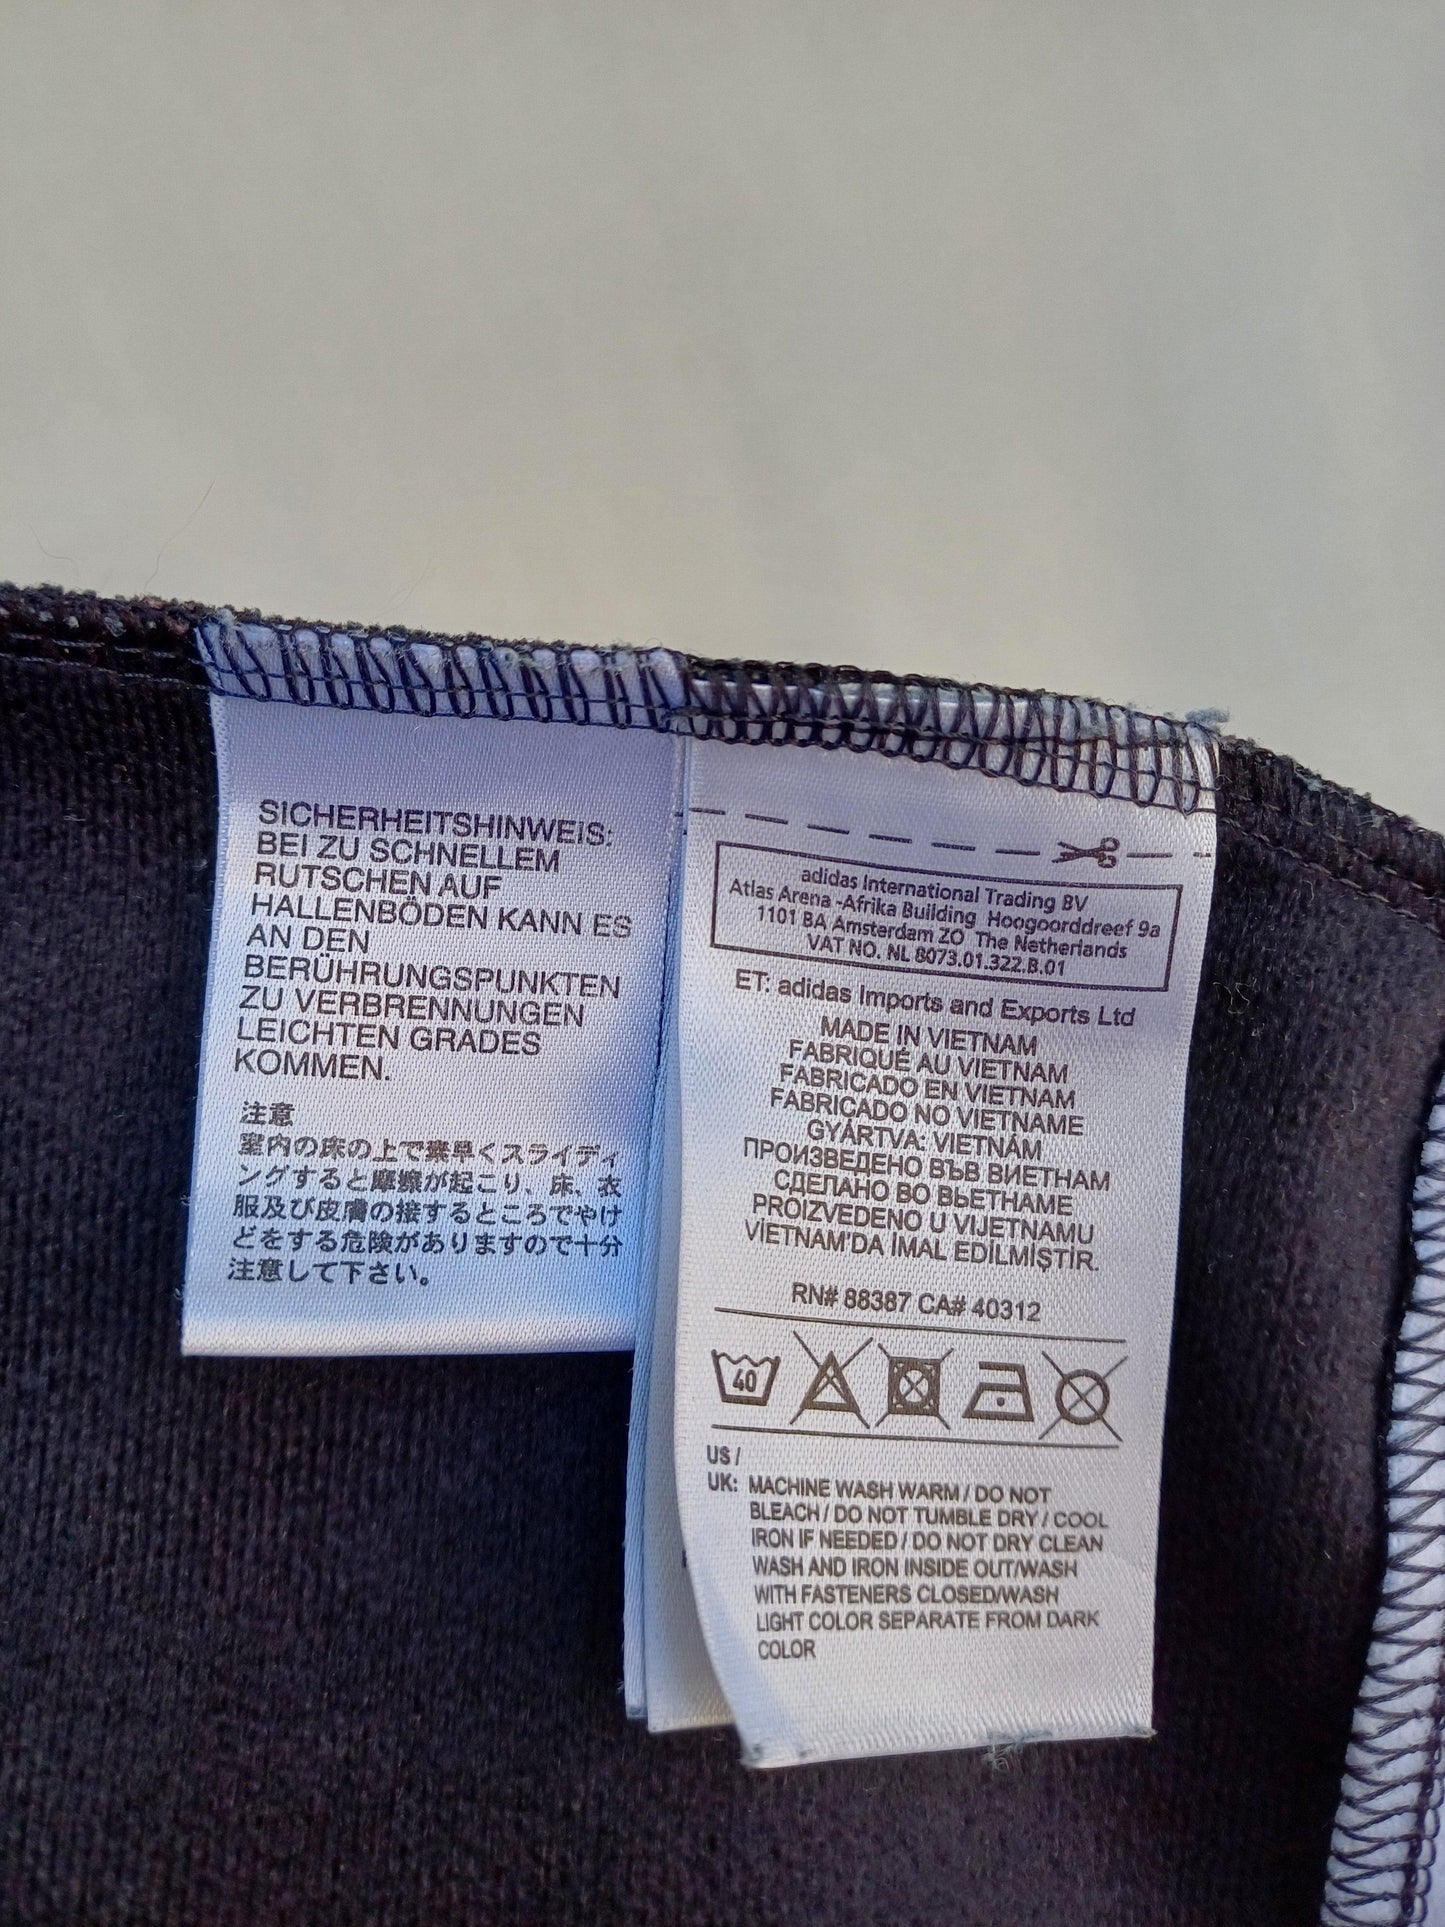 SICHERHEITSHINWEIS:
BEI ZU SCHNELLEM
RUTSCHEN AUF
HALLENBÖDEN KANN ES
AN DEN
BERÜHRUNGSPUNKTEN
ZU VERBRENNUNGEN
LEICHTEN GRADES
KOMMEN.
注意
室内の床の上で素早くスライディ
ングすると摩擦が起こり、床、衣
服及び皮膚の接するところでやけ
どをする危険がありますので十分
注意して下さい。
adidas International Trading BV
Atlas Arena -Afrika Building Hoogoorddreef 9a
1101 BA Amsterdam ZO The Netherlands
VAT NO. NL 8073.01.322.B.01
ET: adidas Imports and Exports Ltd
MADE IN VIETNAM
FABRIQUÉ AU VIETNAM
FABRICADO EN VIETNAM
FABRICADO NO VIETNAME
GYÁRTVA: VIETNÁM
ПРОИЗВЕДЕНО ВЪВ ВИЕТНАМ
СДЕЛАНО ВО ВЬЕТНАМЕ
PROIZVEDENO U VIJETNAMU
VİETNAM'DA İMAL EDİLMİŞTİR.
RN# 88387 CA# 40312
40
US /
UK: MACHINE WASH WARM / DO NOT
BLEACH / DO NOT TUMBLE DRY / COOL
IRON IF NEEDED / DO NOT DRY CLEAN
WASH AND IRON INSIDE OUT/WASH
WITH FASTENERS CLOSED/WASH
LIGHT COLOR SEPARATE FROM DARK
COLOR